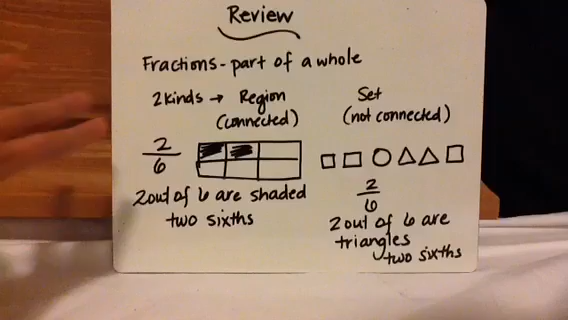 Review
Fractions - part of a whole
2 kinds → Region
(connected)
Set
(not connected)
2
6
2 out of 6 are shaded
two sixths
2
6
2 out of 6 are
triangles
two sixths